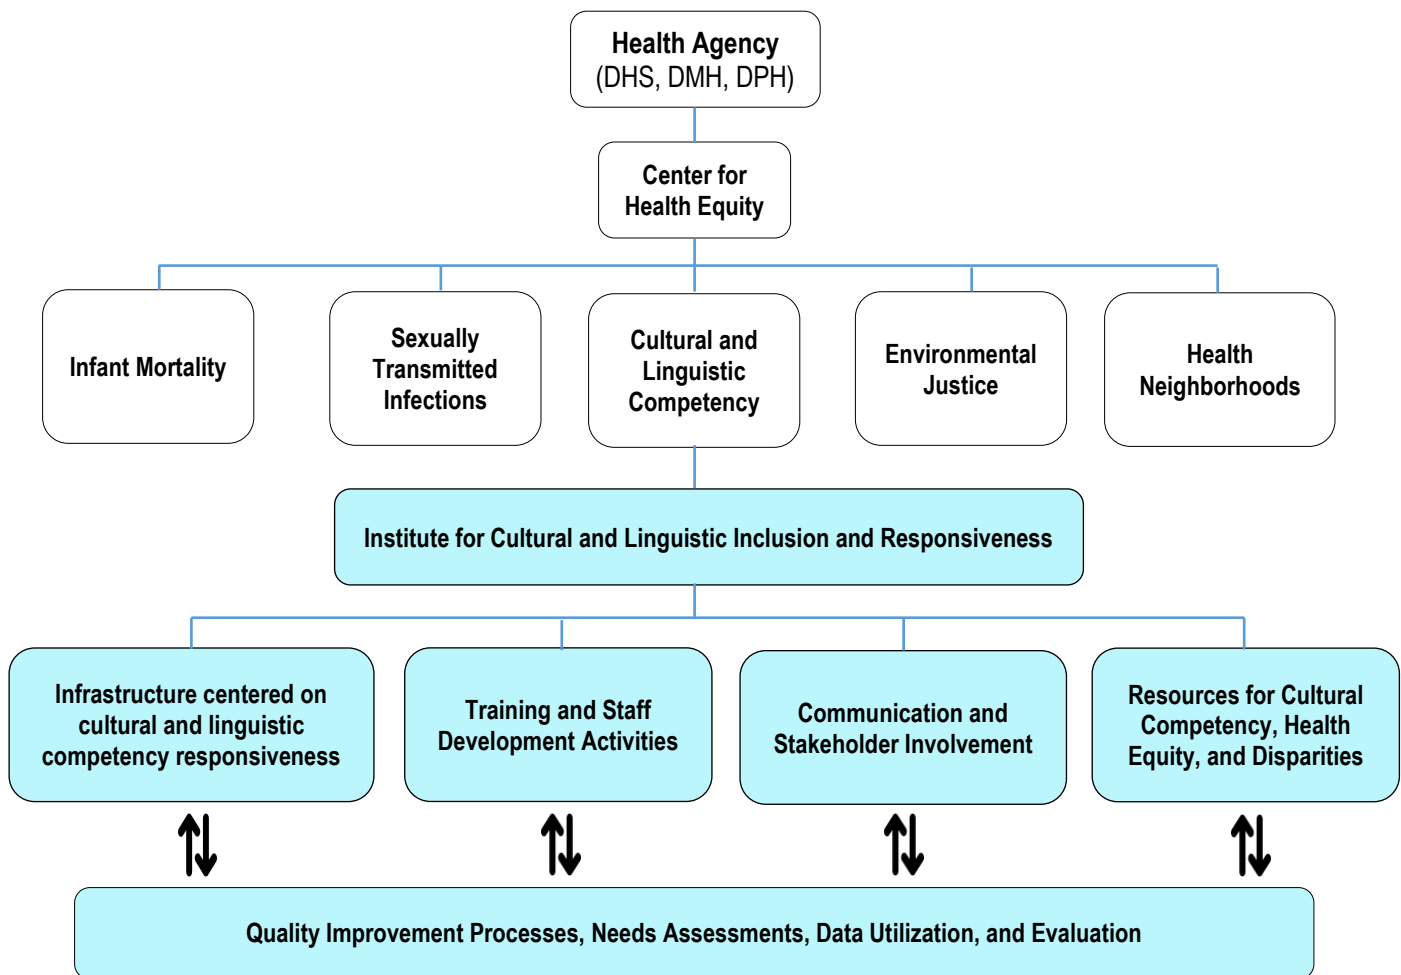 Health Agency
(DHS, DMH, DPH)
Center for
Health Equity
Infant Mortality
Sexually
Transmitted
Infections
Cultural and
Linguistic
Competency
Environmental
Justice
Health
Neighborhoods
Institute for Cultural and Linguistic Inclusion and Responsiveness
Infrastructure centered on
cultural and linguistic
competency responsiveness
Training and Staff
Development Activities
Communication and
Stakeholder Involvement
Resources for Cultural
Competency, Health
Equity, and Disparities
Quality Improvement Processes, Needs Assessments, Data Utilization, and Evaluation